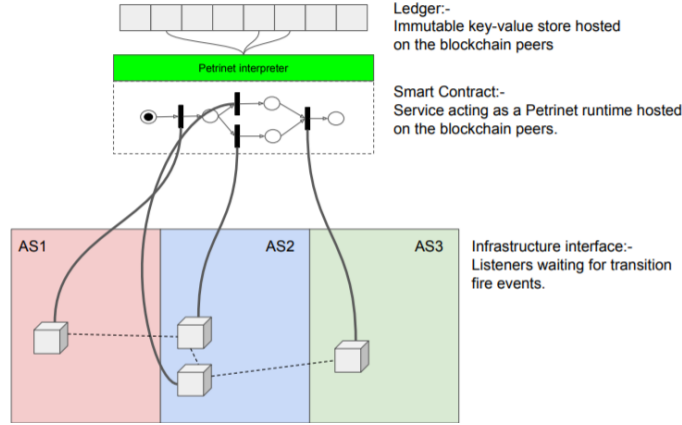 Ledger:-
Immutable key-value store hosted
on the blockchain peers
Petrinet interpreter
Smart Contract:-
Service acting as a Petrinet runtime hosted
on the blockchain peers.
AS1
AS2
AS3
Infrastructure interface:-
Listeners waiting for transition
fire events.